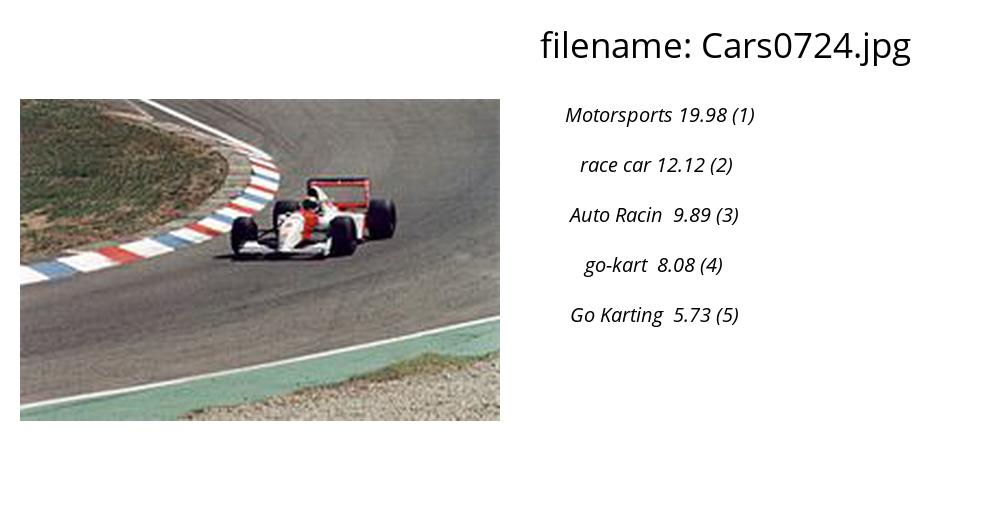 filename: Cars0724.jpg
Motorsports 19.98 (1)
race car 12.12 (2)
Auto Racin 9.89 (3)
go-kart 8.08 (4)
Go Karting 5.73 (5)